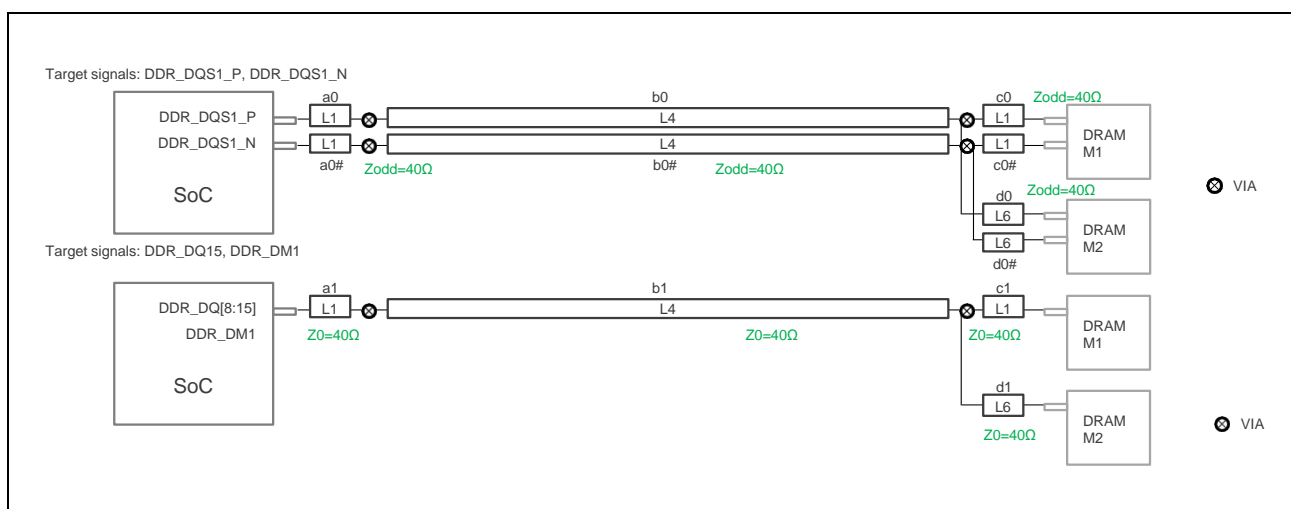 Target signals: DDR_DQS1_P, DDR_DQS1_N
a0
b0
c0
Zodd=40Ω
DDR_DQS1_P
L1
L4
L1
DRAM
M1
DDR_DQS1_N
L1
L4
L1
a0#
Zodd=40Ω
b0#
Zodd=40Ω
c0#
SoC
VIA
d0
Zodd=40Ω
L6
DRAM
M2
L6
d0#
Target signals: DDR_DQ15, DDR_DM1
a1
b1
c1
DDR_DQ[8:15]
L1
L4
L1
DRAM
M1
DDR_DM1
Z0=40Ω
Z0=40Ω
Z0=40Ω
SoC
d1
L6
DRAM
M2
VIA
Z0=40Ω